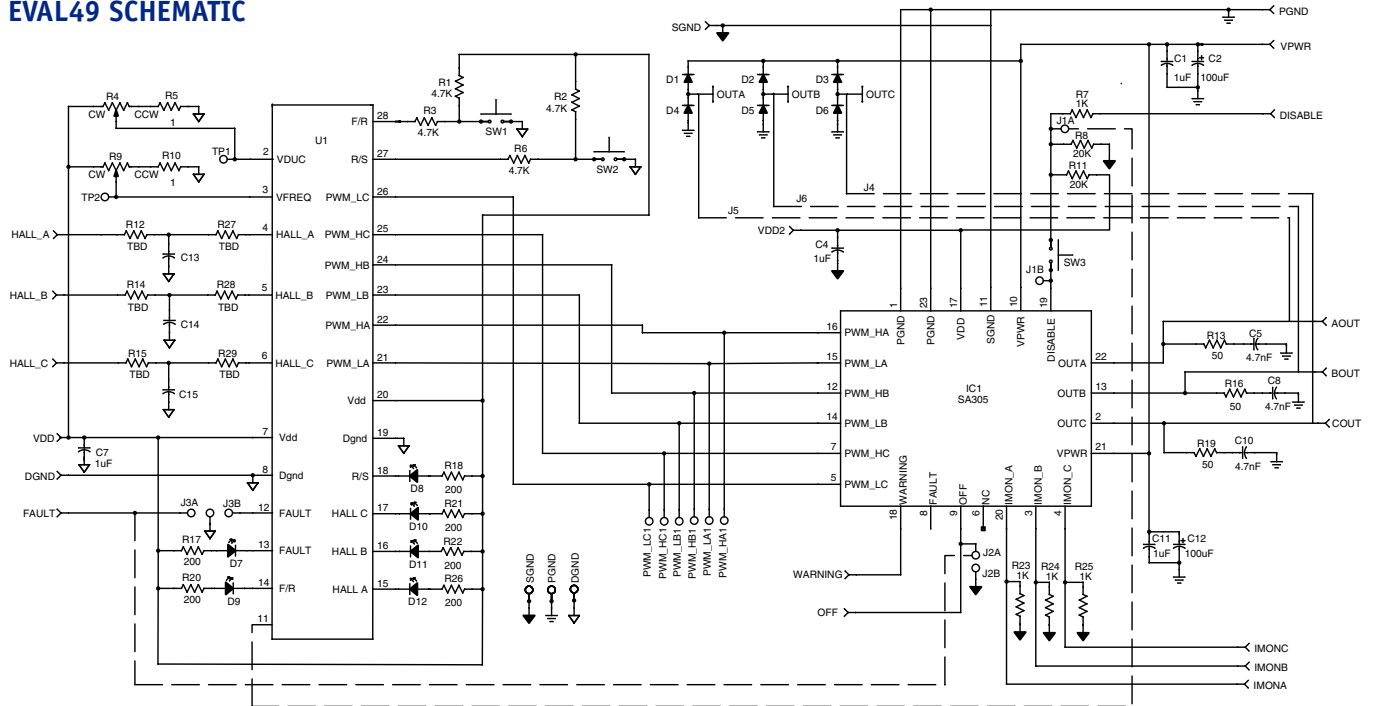 EVAL49 SCHEMATIC
SGND
PGND
VPWR
DISABLE
C1
1uF
C2
100uF
D1
D2
D3
D4
D5
D6
OUTA
OUTB
OUTC
R7
1K
J1A
R8
20K
R11
20K
J4
J6
J5
VDD2
C4
1uF
J1B
SW3
R4
CW
R5
CCW
1
R9
CW
R10
CCW
1
TP1
TP2
R1
4.7K
R2
4.7K
R3
4.7K
SW1
R6
4.7K
SW2
U1
2 VDUC
3 VFREQ
4 HALL_A
5 HALL_B
6 HALL_C
7 Vdd
8 Dgnd
12 FAULT
13 FAULT
14 F/R
11
F/R 28
R/S 27
PWM_LC 26
PWM_HC 25
PWM_HB 24
PWM_LB 23
PWM_HA 22
PWM_LA 21
Vdd 20
Dgnd 19
R/S 18
HALL C 17
HALL B 16
HALL A 15
HALL_A
R12
TBD
R27
TBD
C13
HALL_B
R14
TBD
R28
TBD
C14
HALL_C
R15
TBD
R29
TBD
C15
VDD
C7
1uF
DGND
FAULT
J3A
J3B
R17
200
D7
R20
200
D9
D8
R18
200
D10
R21
200
D11
R22
200
D12
R26
200
SGND
PGND
DGND
PWM_LC1
PWM_HC1
PWM_LB1
PWM_HB1
PWM_LA1
PWM_HA1
IC1
SA305
1 PGND
23 PGND
17 VDD
11 SGND
10 VPWR
19 DISABLE
16 PWM_HA
15 PWM_LA
12 PWM_HB
14 PWM_LB
7 PWM_HC
5 PWM_LC
OUTA 22
OUTB 13
OUTC 2
VPWR 21
WARNING 18
FAULT 8
OFF 9
NC 6
IMON_A 20
IMON_B 3
IMON_C 4
AOUT
R13
50
C5
4.7nF
BOUT
R16
50
C8
4.7nF
COUT
R19
50
C10
4.7nF
C11
1uF
C12
100uF
J2A
J2B
WARNING
OFF
R23
1K
R24
1K
R25
1K
IMONC
IMONB
IMONA